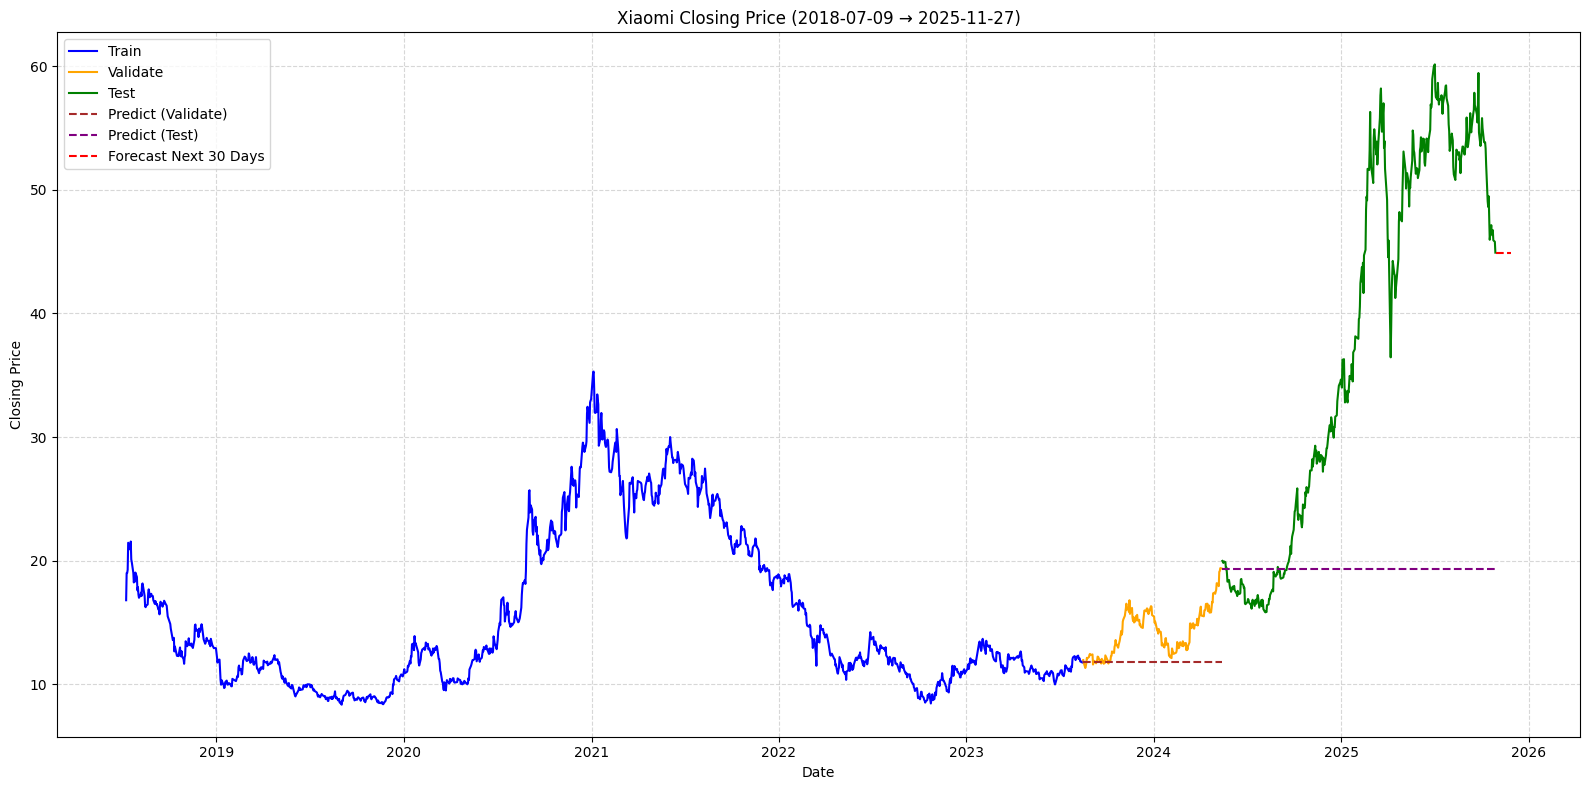 Xiaomi Closing Price (2018-07-09 → 2025-11-27)
Train
Validate
Test
Predict (Validate)
Predict (Test)
Forecast Next 30 Days
Closing Price
60
50
40
30
20
10
2019
2020
2021
2022
2023
2024
2025
2026
Date